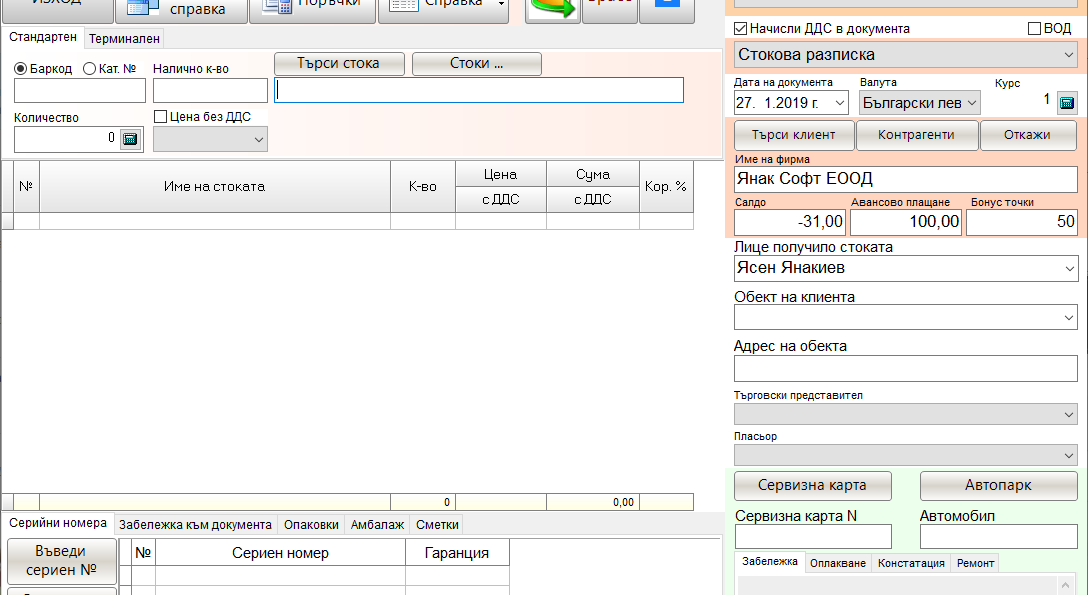 ИЗХОД
справка
Поръчки
Справка
Стандартен
Терминален
Баркод
Кат. №
Налично к-во
Търси стока
Стоки ...
Количество
Цена без ДДС
0
№
Име на стоката
К-во
Цена
с ДДС
Сума
с ДДС
Кор. %
0
0,00
Серийни номера
Забележка към документа
Опаковки
Амбалаж
Сметки
Въведи
сериен №
№
Сериен номер
Гаранция
Начисли ДДС в документа
ВОД
Стокова разписка
Дата на документа
Валута
Курс
27. 1.2019 г.
Български лев
1
Търси клиент
Контрагенти
Откажи
Име на фирма
Янак Софт ЕООД
Салдо
Авансово плащане
Бонус точки
-31,00
100,00
50
Лице получило стоката
Ясен Янакиев
Обект на клиента
Адрес на обекта
Търговски представител
Пласьор
Сервизна карта
Автопарк
Сервизна карта N
Автомобил
Забележка
Оплакване
Констатация
Ремонт